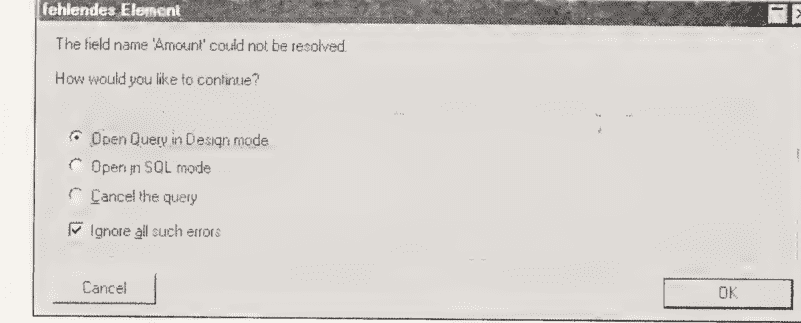 fehlendes Element
The field name 'Amount' could not be resolved.
How would you like to continue?
Open Query in Design mode
Open in SQL mode
Cancel the query
Ignore all such errors
Cancel
OK